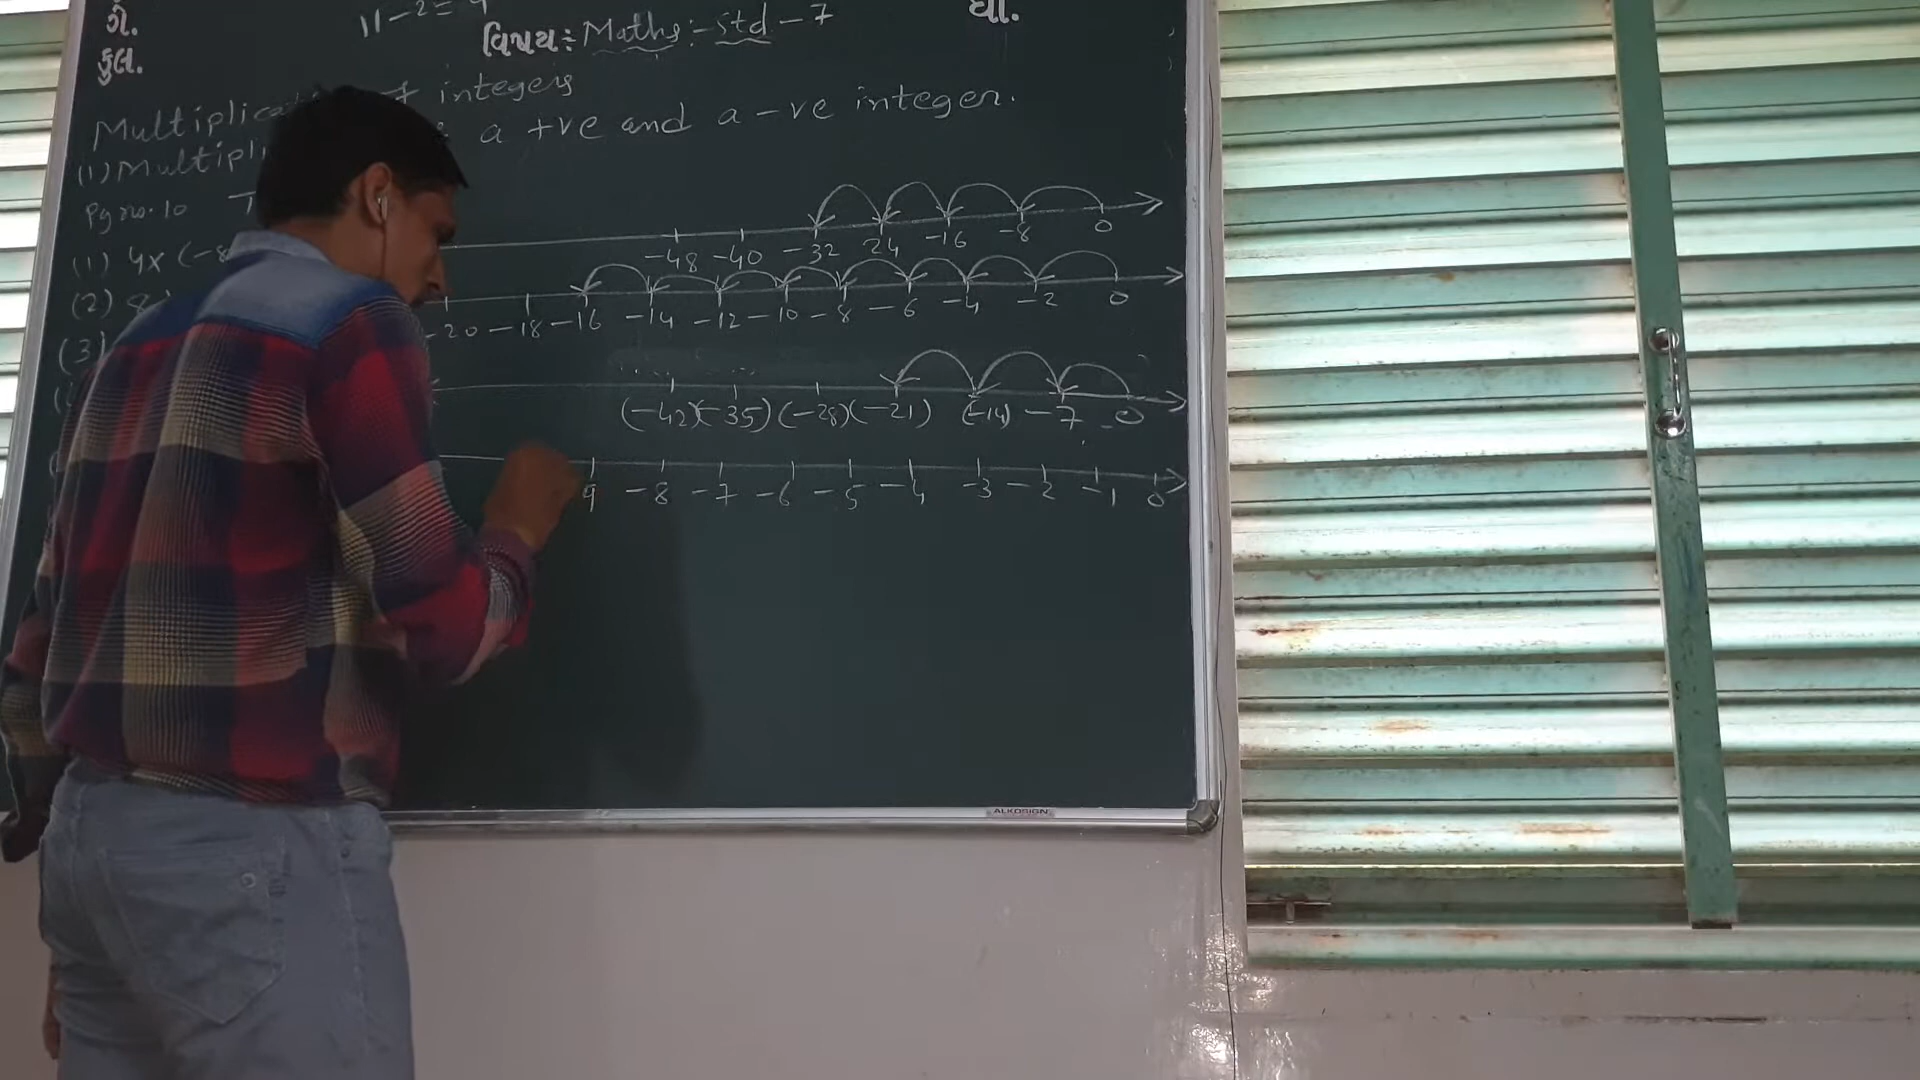 ગે.
કુલ.
11-2=9
વિષય:- Maths:- std - 7
ઘા.
integers
(1) Multipli a +ve and a -ve integer.
Pg no. 10
-48 -40 -32 24 -16 -8 0
(1) 4x (-8
(2) 8
-20 -18 -16 -14 -12 -10 -8 -6 -4 -2 0
(3)
(-42)(-35) (-28)(-21) (-14) -7 0
9 -8 -7 -6 -5 -4 -3 -2 -1 0
ALKOSIGN